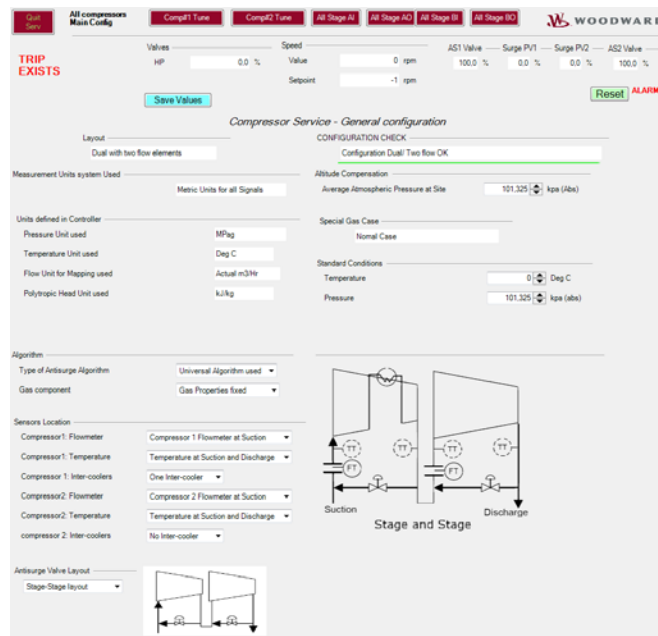 Quit
Serv
All compressors
Main Config
Comp#1 Tune
Comp#2 Tune
All Stage AI
All Stage AO
All Stage BI
All Stage BO
WOODWARD
TRIP
EXISTS
Valves
HP 0,0 %
Speed
Value 0 rpm
Setpoint -1 rpm
AS1 Valve Surge PV1 Surge PV2 AS2 Valve
100,0 % 0,0 % 0,0 % 100,0 %
Save Values
Reset ALARM
Compressor Service - General configuration
Layout
Dual with two flow elements
CONFIGURATION CHECK
Configuration Dual/ Two flow OK
Measurement Units system Used
Metric Units for all Signals
Altitude Compensation
Average Atmospheric Pressure at Site 101,325 kpa (Abs)
Units defined in Controller
Pressure Unit used MPag
Temperature Unit used Deg C
Flow Unit for Mapping used Actual m3/Hr
Polytropic Head Unit used kJ/kg
Special Gas Case
Nomal Case
Standard Conditions
Temperature 0 Deg C
Pressure 101,325 kpa (abs)
Algorithm
Type of Antisurge Algorithm Universal Algorithm used
Gas component Gas Properties fixed
Sensors Location
Compressor1: Flowmeter Compressor 1 Flowmeter at Suction
Compressor1: Temperature Temperature at Suction and Discharge
Compressor 1: Inter-coolers One Inter-cooler
Compressor2: Flowmeter Compressor 2 Flowmeter at Suction
Compressor2: Temperature Temperature at Suction and Discharge
compressor 2: Inter-coolers No Inter-cooler
TT TT TT TT
FT FT
Suction Discharge
Stage and Stage
Antisurge Valve Layout
Stage-Stage layout